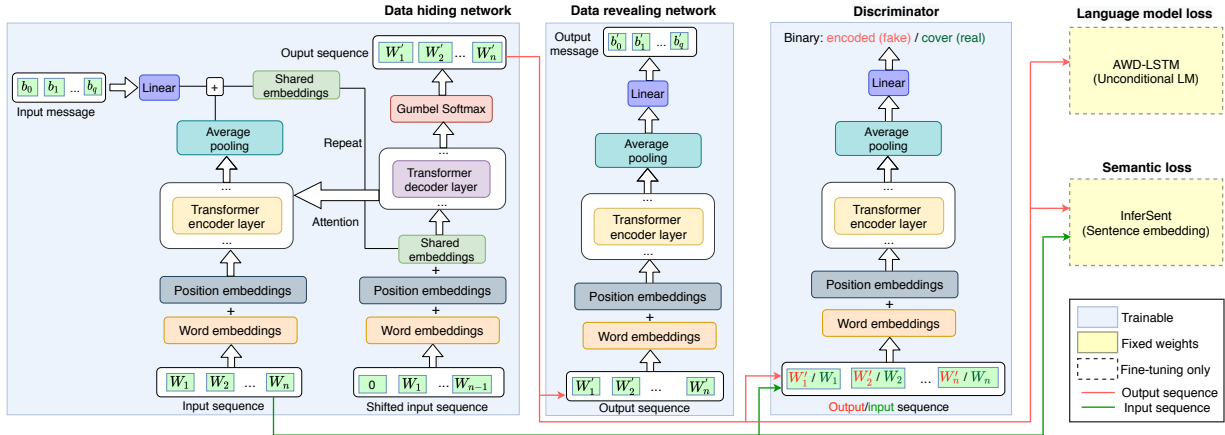 Data hiding network
Ouput sequence
W'1 W'2 ... W'n
b0 b1 ... bq
Input message
Linear
+
Shared
embeddings
Gumbel Softmax
Average
pooling
Repeat
...
Transformer
encoder layer
...
Attention
...
Transformer
decoder layer
...
Shared
embeddings
+
Position embeddings
+
Word embeddings
W1 W2 ... Wn
Input sequence
Position embeddings
+
Word embeddings
0 W1 ... Wn−1
Shifted input sequence
Data revealing network
Output
message
b'0 b'1 ... b'q
Linear
Average
pooling
...
Transformer
encoder layer
...
Position embeddings
+
Word embeddings
W'1 W'2 ... W'n
Output sequence
Discriminator
Binary: encoded (fake) / cover (real)
Linear
Average
pooling
...
Transformer
encoder layer
...
Position embeddings
+
Word embeddings
W'1 / W1 W'2 / W2 ... W'n / Wn
Output/input sequence
Language model loss
AWD-LSTM
(Unconditional LM)
Semantic loss
InferSent
(Sentence embedding)
Trainable
Fixed weights
Fine-tuning only
Output sequence
Input sequence